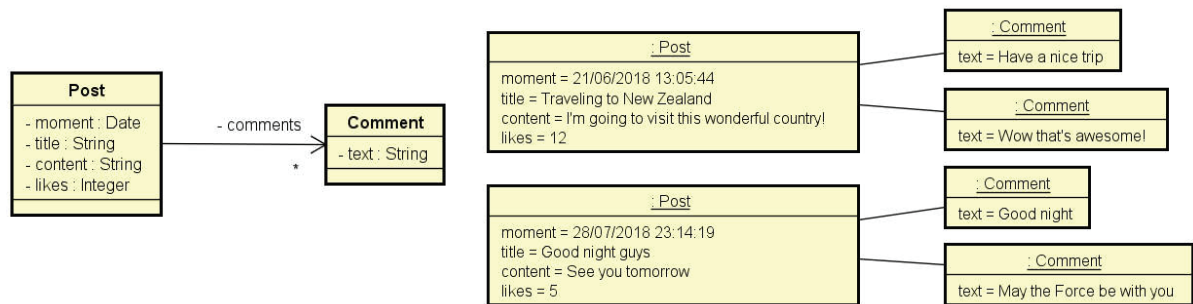 Post
- moment : Date
- title : String
- content : String
- likes : Integer
- comments
*
Comment
- text : String
: Post
moment = 21/06/2018 13:05:44
title = Traveling to New Zealand
content = I'm going to visit this wonderful country!
likes = 12
: Comment
text = Have a nice trip
: Comment
text = Wow that's awesome!
: Post
moment = 28/07/2018 23:14:19
title = Good night guys
content = See you tomorrow
likes = 5
: Comment
text = Good night
: Comment
text = May the Force be with you